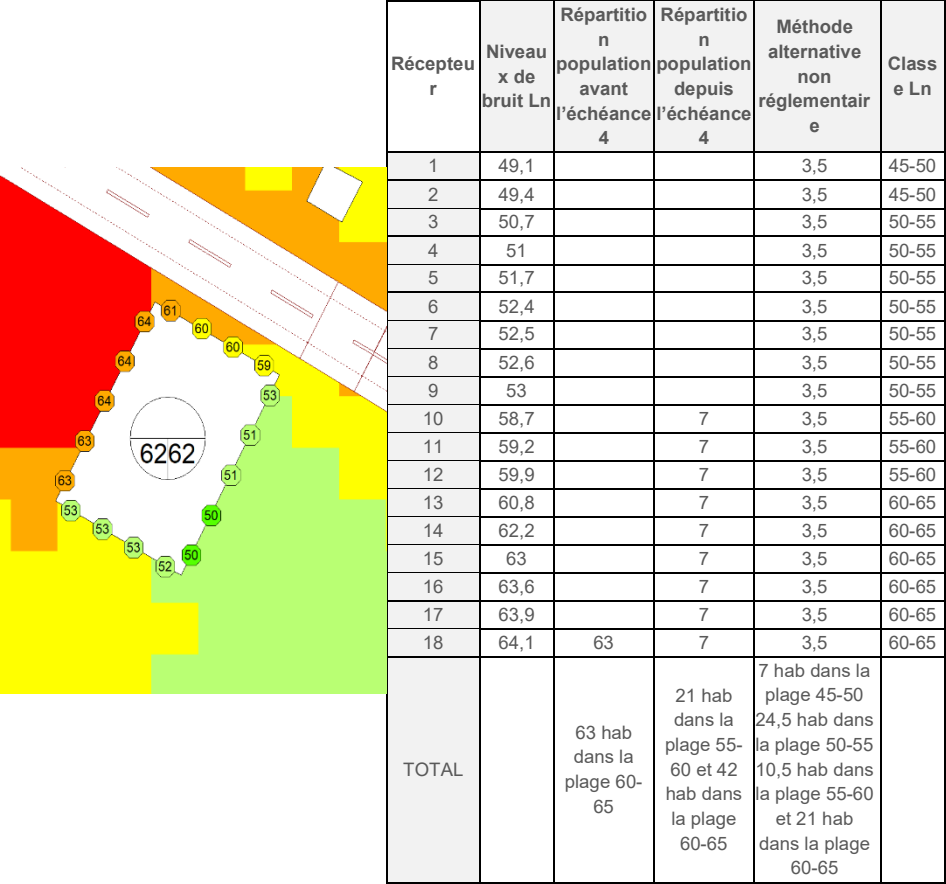 Récepteu
r
Niveau
x de
bruit Ln
Répartitio
n
population
avant
l'échéance
4
Répartitio
n
population
depuis
l'échéance
4
Méthode
alternative
non
réglementair
e
Class
e Ln
1 49,1 3,5 45-50
2 49,4 3,5 45-50
3 50,7 3,5 50-55
4 51 3,5 50-55
5 51,7 3,5 50-55
6 52,4 3,5 50-55
7 52,5 3,5 50-55
8 52,6 3,5 50-55
9 53 3,5 50-55
10 58,7 7 3,5 55-60
11 59,2 7 3,5 55-60
12 59,9 7 3,5 55-60
13 60,8 7 3,5 60-65
14 62,2 7 3,5 60-65
15 63 7 3,5 60-65
16 63,6 7 3,5 60-65
17 63,9 7 3,5 60-65
18 64,1 63 7 3,5 60-65
TOTAL
63 hab
dans la
plage 60-
65
21 hab
dans la
plage 55-
60 et 42
hab dans
la plage
60-65
7 hab dans la
plage 45-50
24,5 hab dans
la plage 50-55
10,5 hab dans
la plage 55-60
et 21 hab
dans la plage
60-65
61
64
60
60
59
64
53
64
51
63
6262
51
63
53
50
53
53
50
52